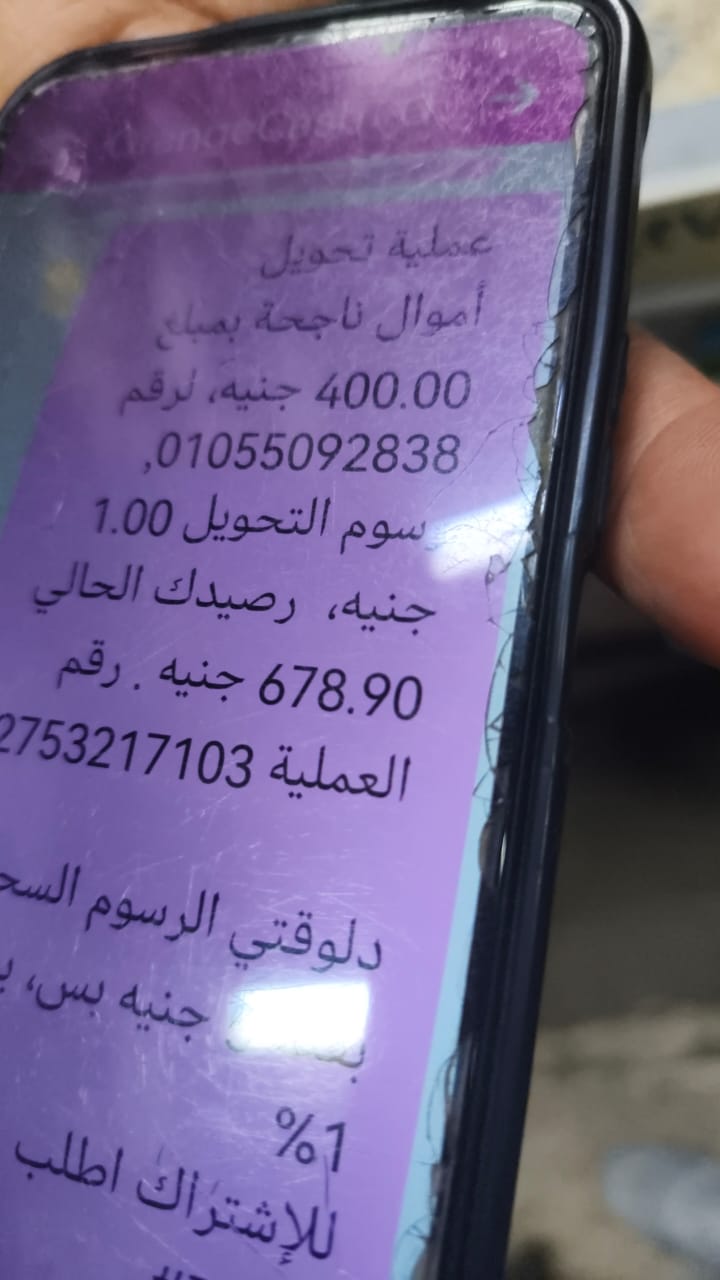 OrangeCash
عملية تحويل
أموال ناجحة بمبلغ
400.00 جنيه، لرقم
01055092838,
رسوم التحويل 1.00
جنيه، رصيدك الحالي
678.90 جنيه . رقم
العملية 2753217103
دلوقتي الرسوم
جنيه بس،
1%
للإشتراك اطلب